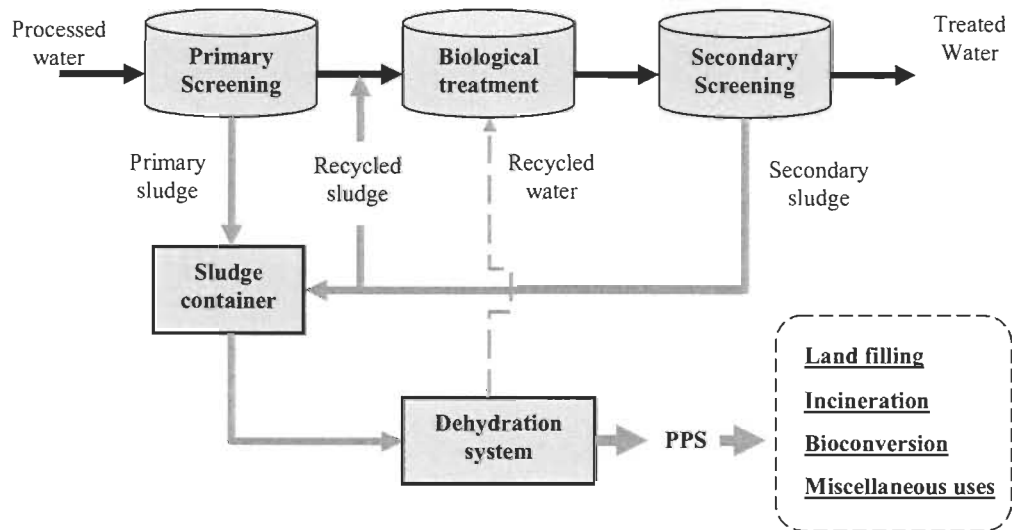 Processed
water
Primary
Screening
Biological
treatment
Secondary
Screening
Treated
Water
Primary
sludge
Recycled
sludge
Recycled
water
Secondary
sludge
Sludge
container
Dehydration
system
PPS
Land filling
Incineration
Bioconversion
Miscellaneous uses